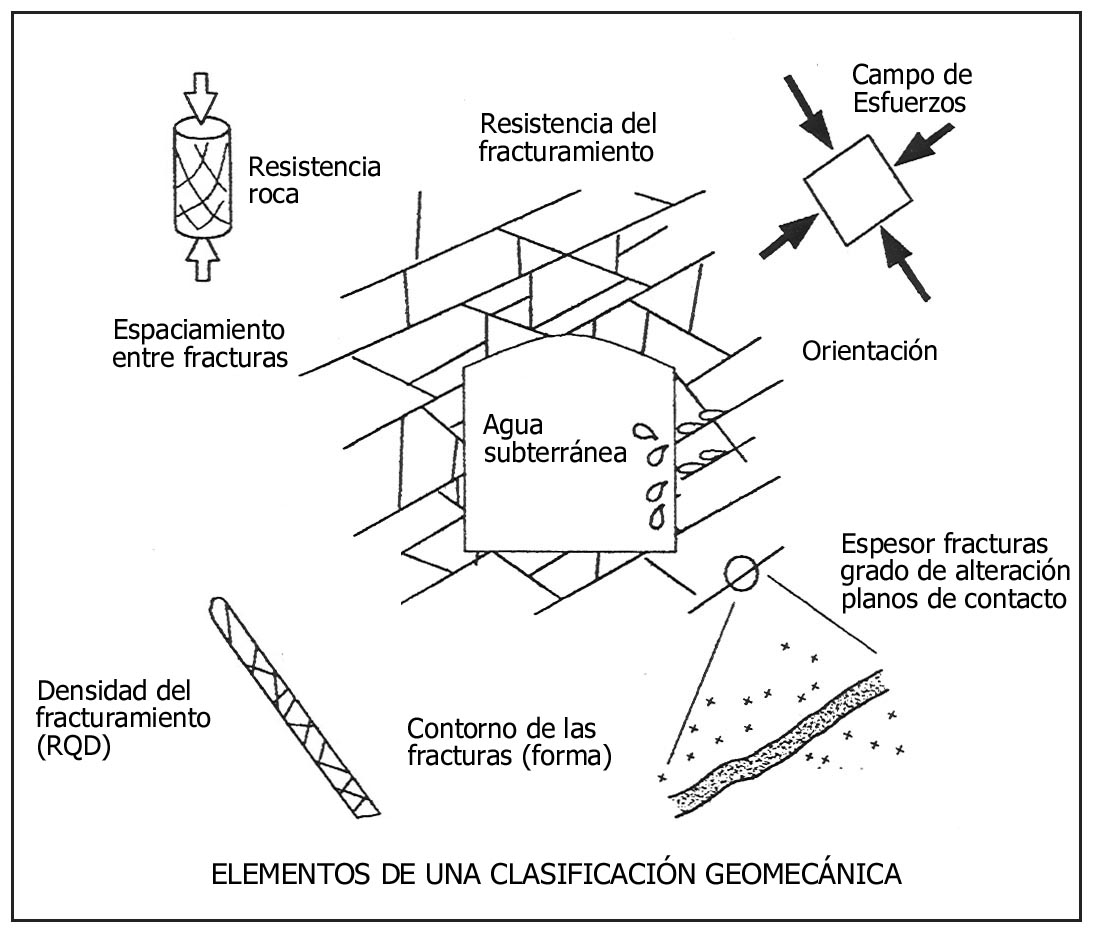 Campo de
Esfuerzos
Resistencia del
fracturamiento
Resistencia
roca
Espaciamiento
entre fracturas
Orientación
Agua
subterránea
Espesor fracturas
grado de alteración
planos de contacto
Densidad del
fracturamiento
(RQD)
Contorno de las
fracturas (forma)
ELEMENTOS DE UNA CLASIFICACIÓN GEOMECÁNICA